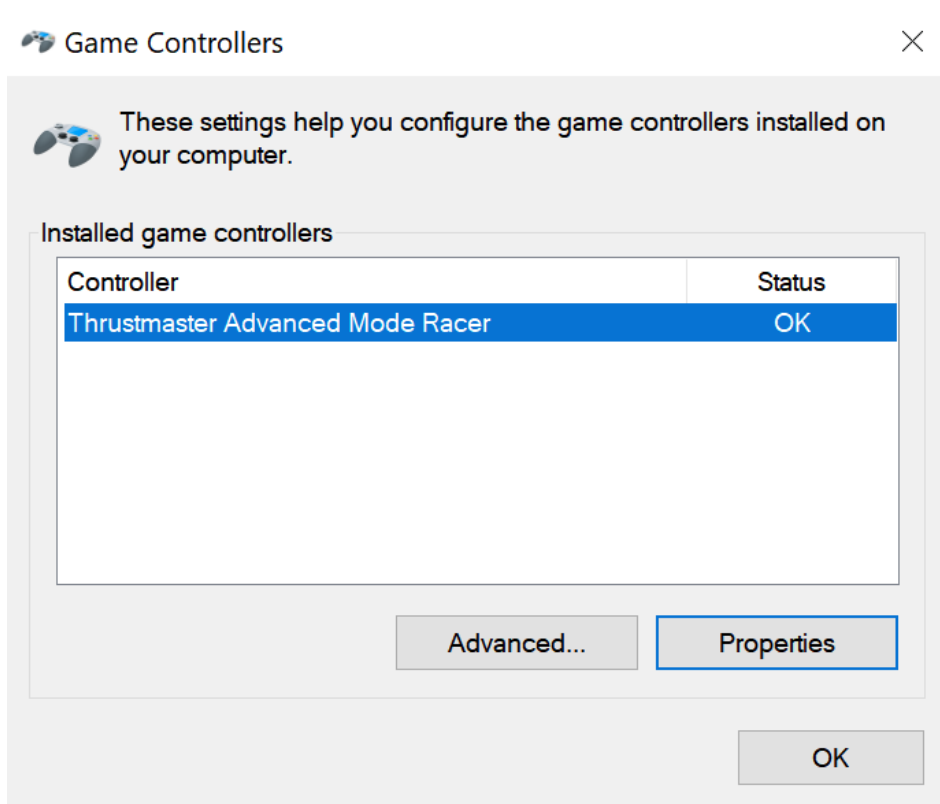 Game Controllers
These settings help you configure the game controllers installed on
your computer.
Installed game controllers
Controller Status
Thrustmaster Advanced Mode Racer OK
Advanced... Properties
OK